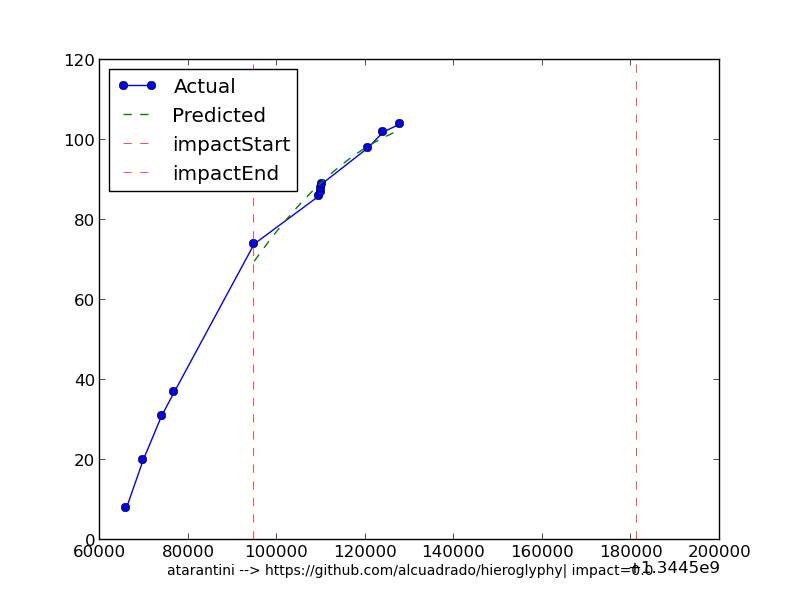 120
Actual
Predicted
impactStart
impactEnd
100
80
60
40
20
0
60000 80000 100000 120000 140000 160000 180000 200000
+1.3445e9
atarantini --> https://github.com/alcuadrado/hieroglyphy| impact=0.0